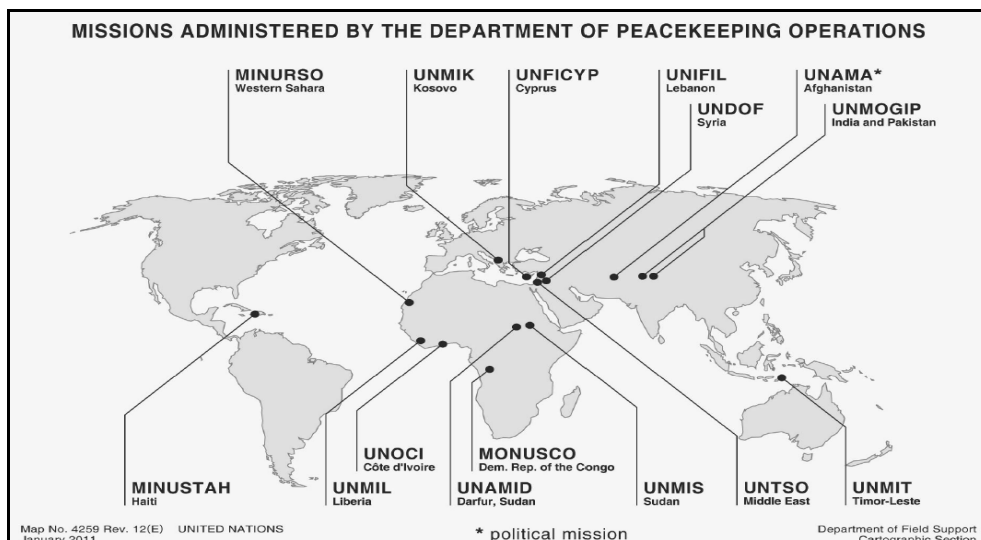 MISSIONS ADMINISTERED BY THE DEPARTMENT OF PEACEKEEPING OPERATIONS
MINURSO
Western Sahara
UNMIK
Kosovo
UNFICYP
Cyprus
UNIFIL
Lebanon
UNAMA*
Afghanistan
UNDOF
Syria
UNMOGIP
India and Pakistan
UNOCI
Côte d'Ivoire
MONUSCO
Dem. Rep. of the Congo
MINUSTAH
Haiti
UNMIL
Liberia
UNAMID
Darfur, Sudan
UNMIS
Sudan
UNTSO
Middle East
UNMIT
Timor-Leste
Map No. 4259 Rev. 12(E) UNITED NATIONS
January 2011
* political mission
Department of Field Support
Cartographic Section